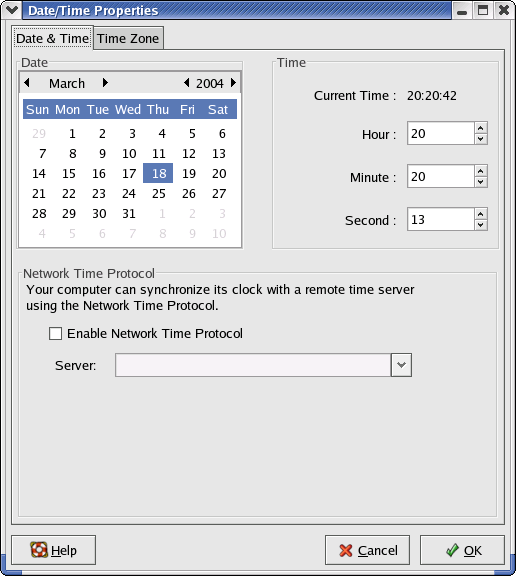 Date/Time Properties
Date & Time Time Zone
Date
March 2004
Sun Mon Tue Wed Thu Fri Sat
29 1 2 3 4 5 6
7 8 9 10 11 12 13
14 15 16 17 18 19 20
21 22 23 24 25 26 27
28 29 30 31 1 2 3
4 5 6 7 8 9 10
Time
Current Time : 20:20:42
Hour : 20
Minute : 20
Second : 13
Network Time Protocol
Your computer can synchronize its clock with a remote time server
using the Network Time Protocol.
Enable Network Time Protocol
Server:
Help Cancel OK